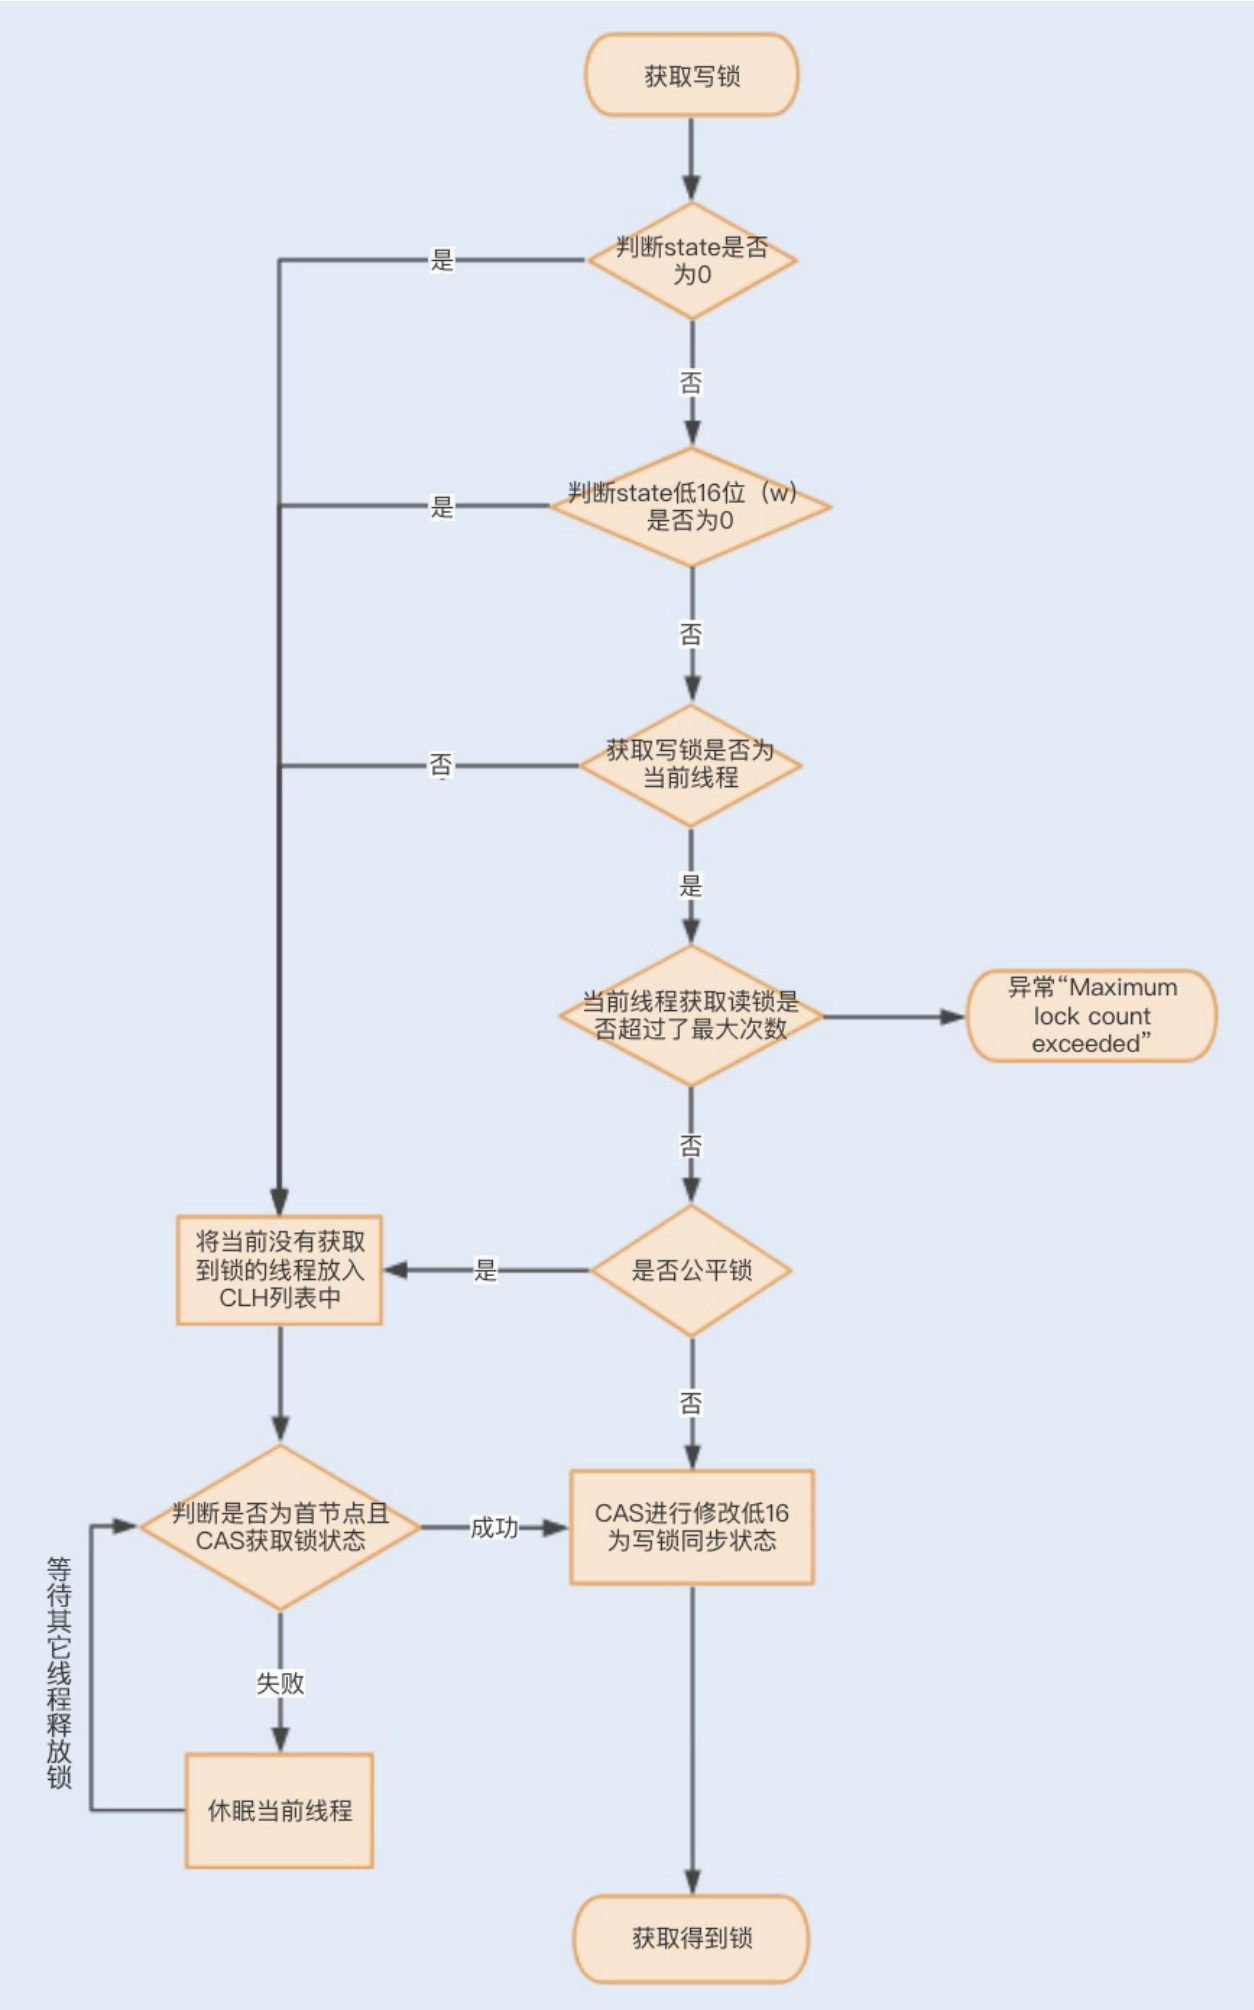 获取写锁
判断state是否
为0
是
否
判断state低16位（w）
是否为0
是
否
获取写锁是否为
当前线程
否
是
当前线程获取读锁是
否超过了最大次数
异常“Maximum
lock count
exceeded”
否
将当前没有获取
到锁的线程放入
CLH列表中
是
是否公平锁
否
判断是否为首节点且
CAS获取锁状态
成功
CAS进行修改低16
为写锁同步状态
等待其它线程释放锁
失败
休眠当前线程
获取得到锁